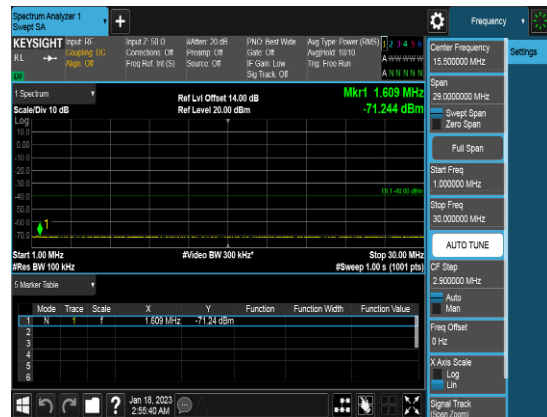 Spectrum Analyzer 1
Swept SA
+
Frequency
KEYSIGHT
RL
LM
Input: RF
Coupling: DC
Align: Off
Input Z: 50 Ω
Corrections: Off
Freq Ref: Int (S)
#Atten: 20 dB
Preamp: Off
Source: Off
PNO: Best Wide
Gate: Off
IF Gain: Low
Sig Track: Off
Avg Type: Power (RMS)
Avg|Hold: 10/10
Trig: Free Run
1 2 3 4 5 6
A W W W W W
A N N N N N
1 Spectrum
Scale/Div 10 dB
Ref Lvl Offset 14.00 dB
Ref Level 20.00 dBm
Mkr1 1.609 MHz
-71.244 dBm
Log
10.0
0.00
-10.0
-20.0
-30.0
-40.0
-50.0
-60.0
-70.0
DL1 -40.00 dBm
1
Start 1.00 MHz
#Res BW 100 kHz
#Video BW 300 kHz*
Stop 30.00 MHz
#Sweep 1.00 s (1001 pts)
5 Marker Table
Mode Trace Scale X Y Function Function Width Function Value
1 N 1 f 1.609 MHz -71.24 dBm
2
3
4
5
6
Settings
Center Frequency
15.500000 MHz
Span
29.0000000 MHz
Swept Span
Zero Span
Full Span
Start Freq
1.000000 MHz
Stop Freq
30.000000 MHz
AUTO TUNE
CF Step
2.900000 MHz
Auto
Man
Freq Offset
0 Hz
X Axis Scale
Log
Lin
Signal Track
(Span Zoom)
?
Jan 18, 2023
2:55:40 AM